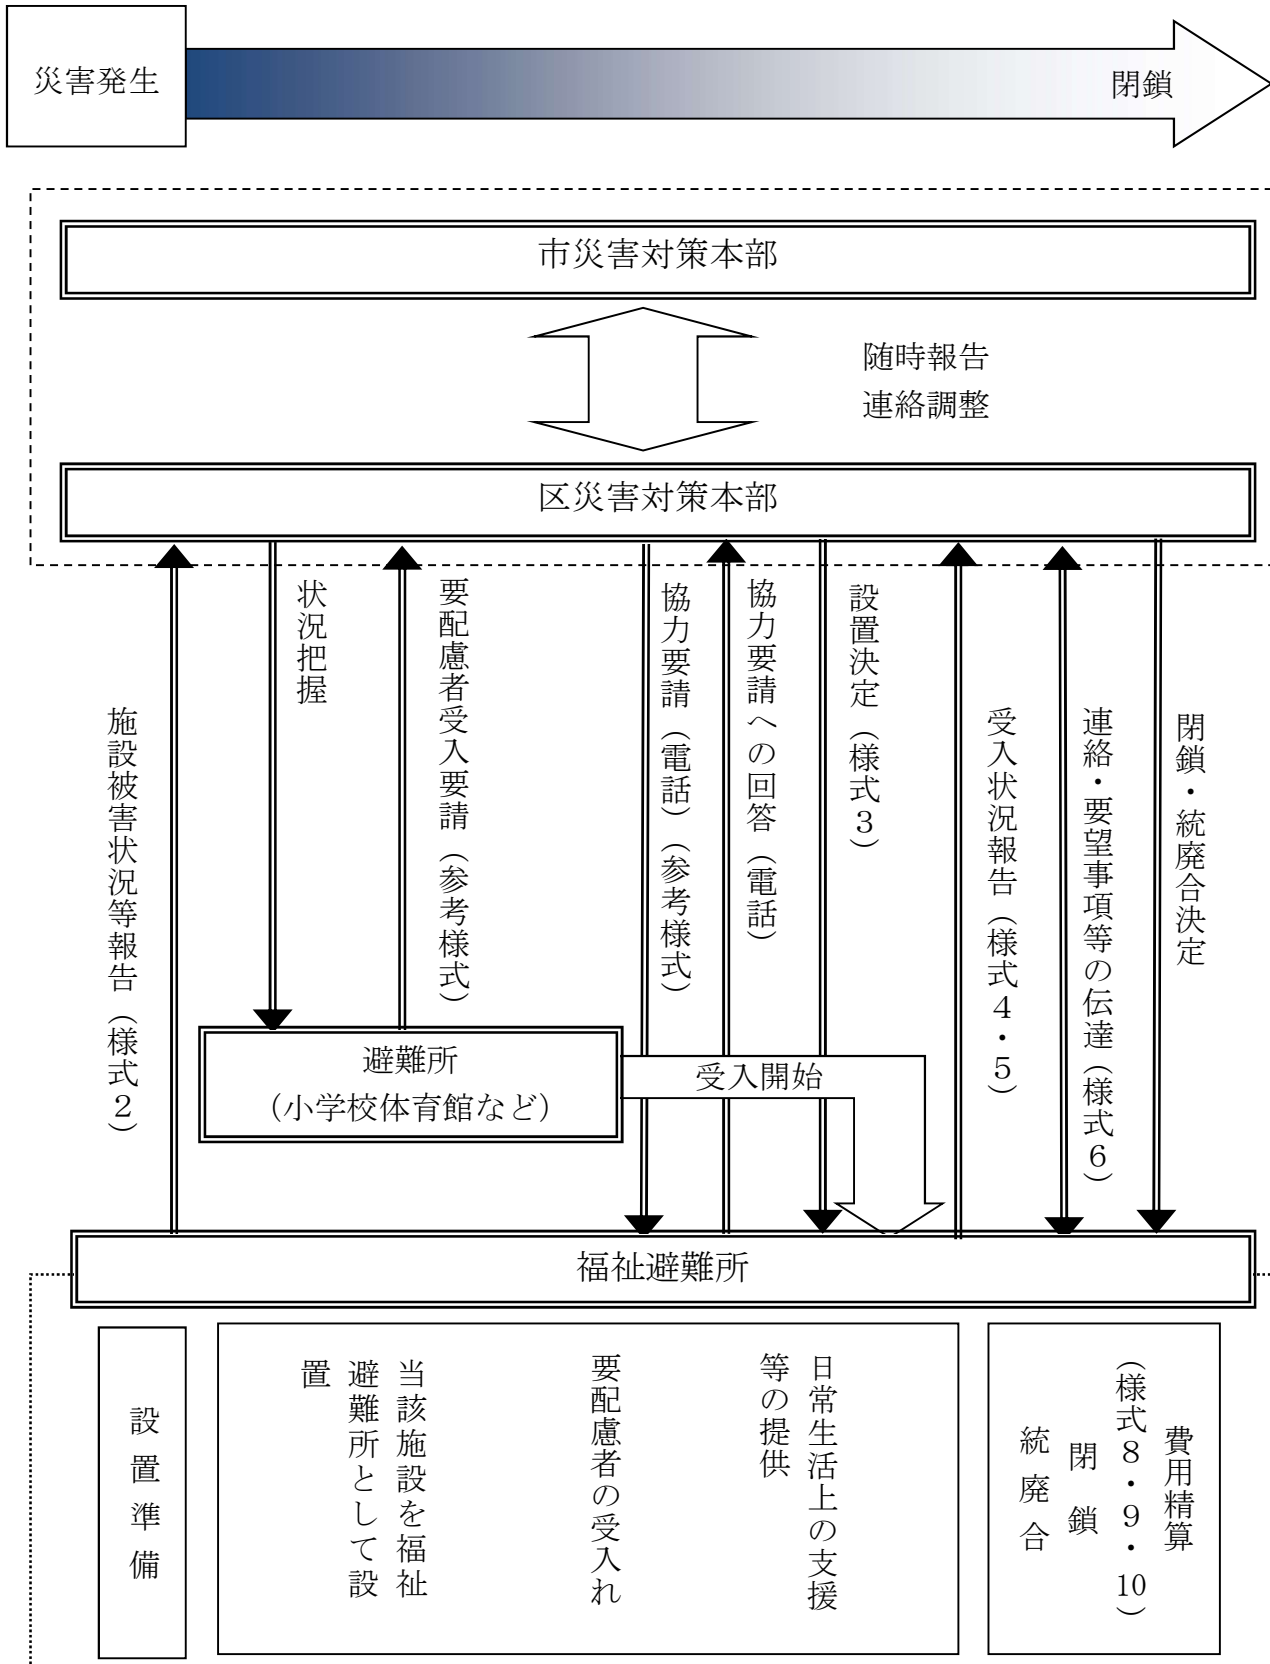 災害発生
閉鎖
市災害対策本部
随時報告
連絡調整
区災害対策本部
施設被害状況等報告（様式２）
状況把握
要配慮者受入要請（参考様式）
協力要請（電話）（参考様式）
協力要請への回答（電話）
設置決定（様式３）
受入状況報告（様式４・５）
連絡・要望事項等の伝達（様式６）
閉鎖・統廃合決定
避難所
（小学校体育館など）
受入開始
福祉避難所
設置準備
当該施設を福祉
避難所として設
置
要配慮者の受入れ
日常生活上の支援
等の提供
費用精算
（様式８・９・10）
閉鎖
統廃合